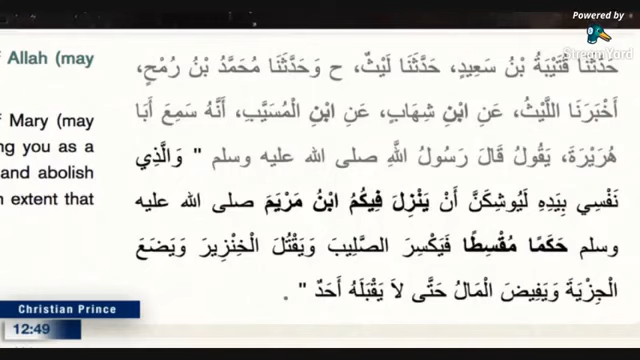 Powered by
StreamYard
f Allah (may
f Mary (may
ng you as a
and abolish
n extent that
حَدَّثَنَا قُتَيْبَةُ بْنُ سَعِيدٍ، حَدَّثَنَا لَيْثٌ، ح وَحَدَّثَنَا مُحَمَّدُ بْنُ رُمْحٍ،
أَخْبَرَنَا اللَّيْثُ، عَنِ ابْنِ شِهَابٍ، عَنِ ابْنِ الْمُسَيَّبِ، أَنَّهُ سَمِعَ أَبَا
هُرَيْرَةَ، يَقُولُ قَالَ رَسُولُ اللَّهِ صلى الله عليه وسلم " وَالَّذِي
نَفْسِي بِيَدِهِ لَيُوشِكَنَّ أَنْ يَنْزِلَ فِيكُمُ ابْنُ مَرْيَمَ صلى الله عليه
وسلم حَكَمًا مُقْسِطًا فَيَكْسِرَ الصَّلِيبَ وَيَقْتُلَ الْخِنْزِيرَ وَيَضَعَ
الْجِزْيَةَ وَيَفِيضَ الْمَالُ حَتَّى لاَ يَقْبَلَهُ أَحَدٌ " .
Christian Prince
12:49